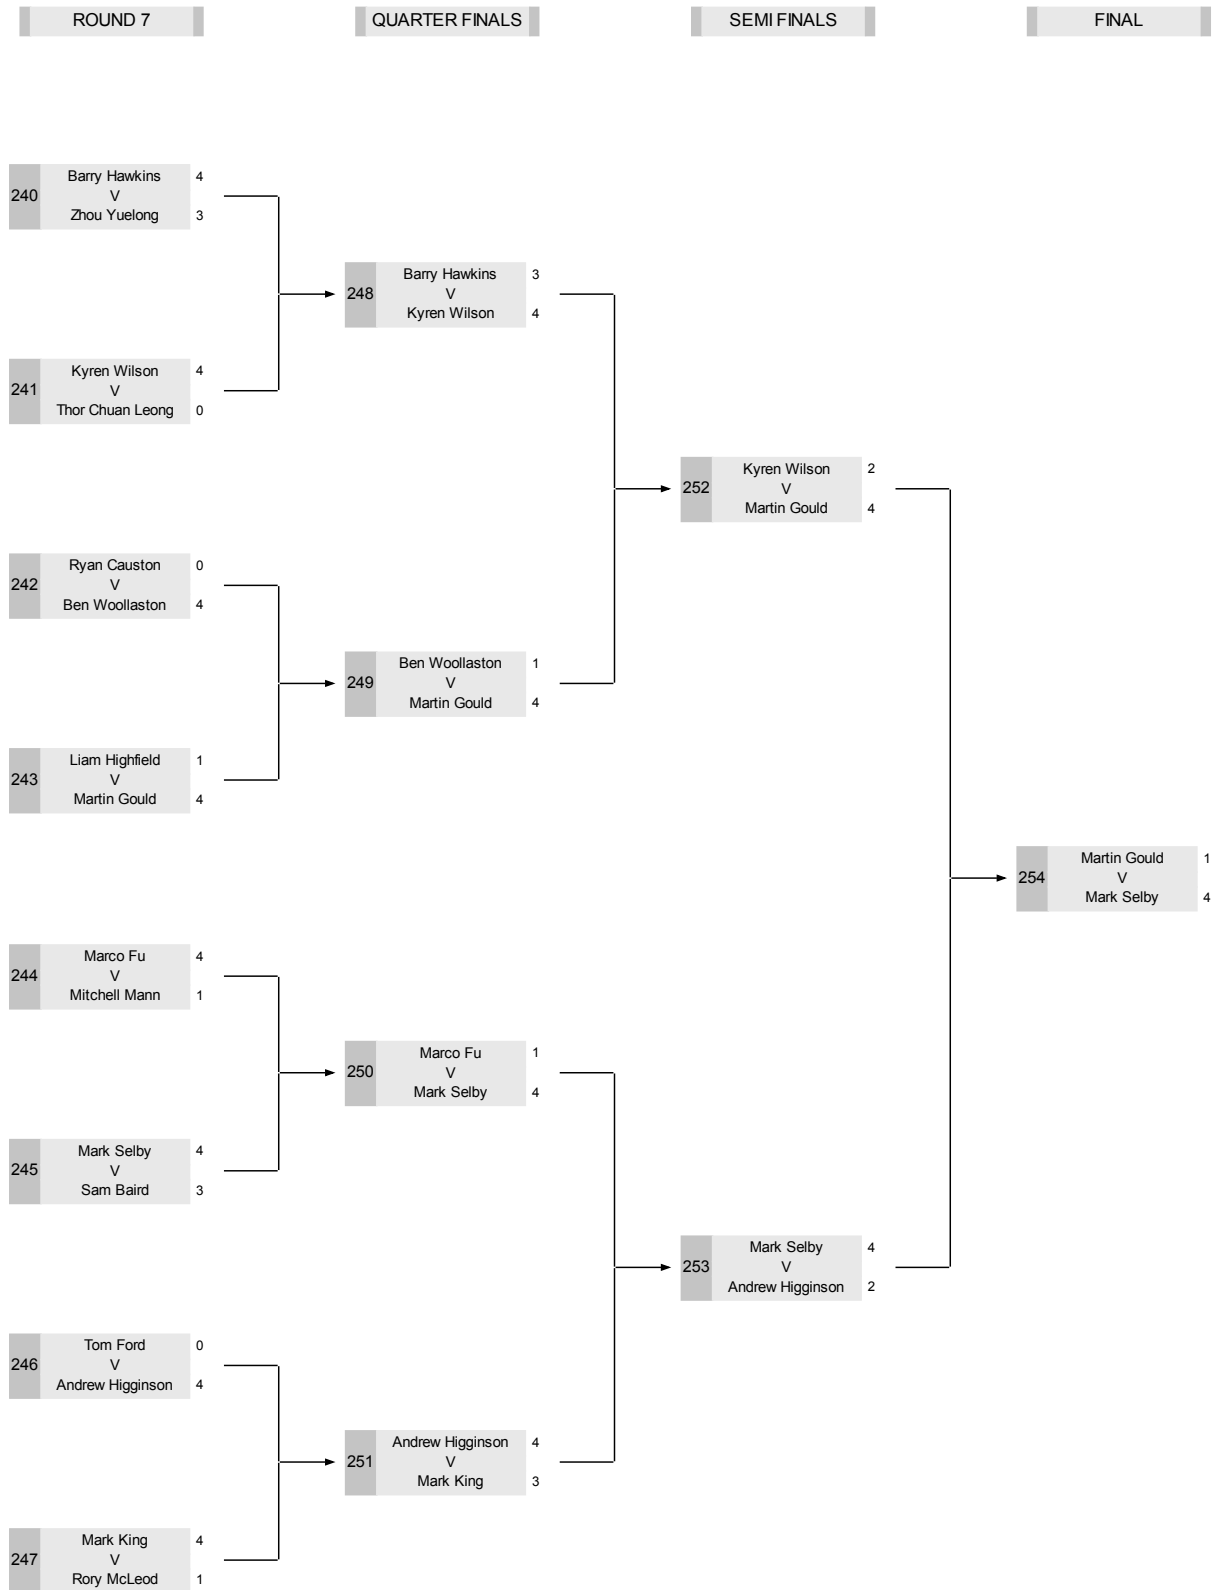 ROUND 7
QUARTER FINALS
SEMI FINALS
FINAL
240
Barry Hawkins 4
V
Zhou Yuelong 3
241
Kyren Wilson 4
V
Thor Chuan Leong 0
242
Ryan Causton 0
V
Ben Woollaston 4
243
Liam Highfield 1
V
Martin Gould 4
244
Marco Fu 4
V
Mitchell Mann 1
245
Mark Selby 4
V
Sam Baird 3
246
Tom Ford 0
V
Andrew Higginson 4
247
Mark King 4
V
Rory McLeod 1
248
Barry Hawkins 3
V
Kyren Wilson 4
249
Ben Woollaston 1
V
Martin Gould 4
250
Marco Fu 1
V
Mark Selby 4
251
Andrew Higginson 4
V
Mark King 3
252
Kyren Wilson 2
V
Martin Gould 4
253
Mark Selby 4
V
Andrew Higginson 2
254
Martin Gould 1
V
Mark Selby 4